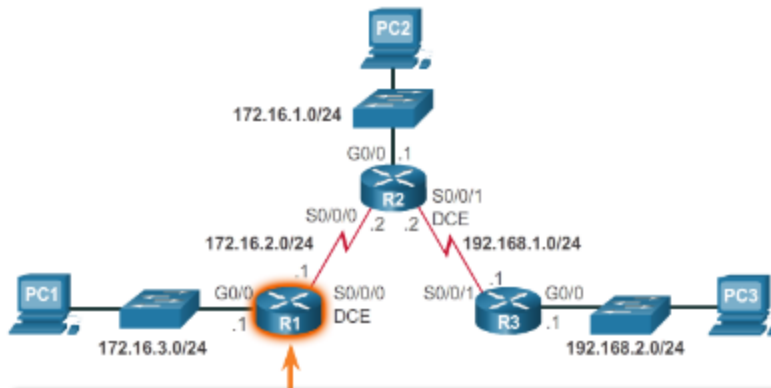 PC2
172.16.1.0/24
G0/0 .1
R2
S0/0/0 S0/0/1
.2 .2 DCE
172.16.2.0/24 192.168.1.0/24
.1 .1
PC1 G0/0 S0/0/0 S0/0/1 G0/0 PC3
.1 R1 DCE R3 .1
172.16.3.0/24 192.168.2.0/24